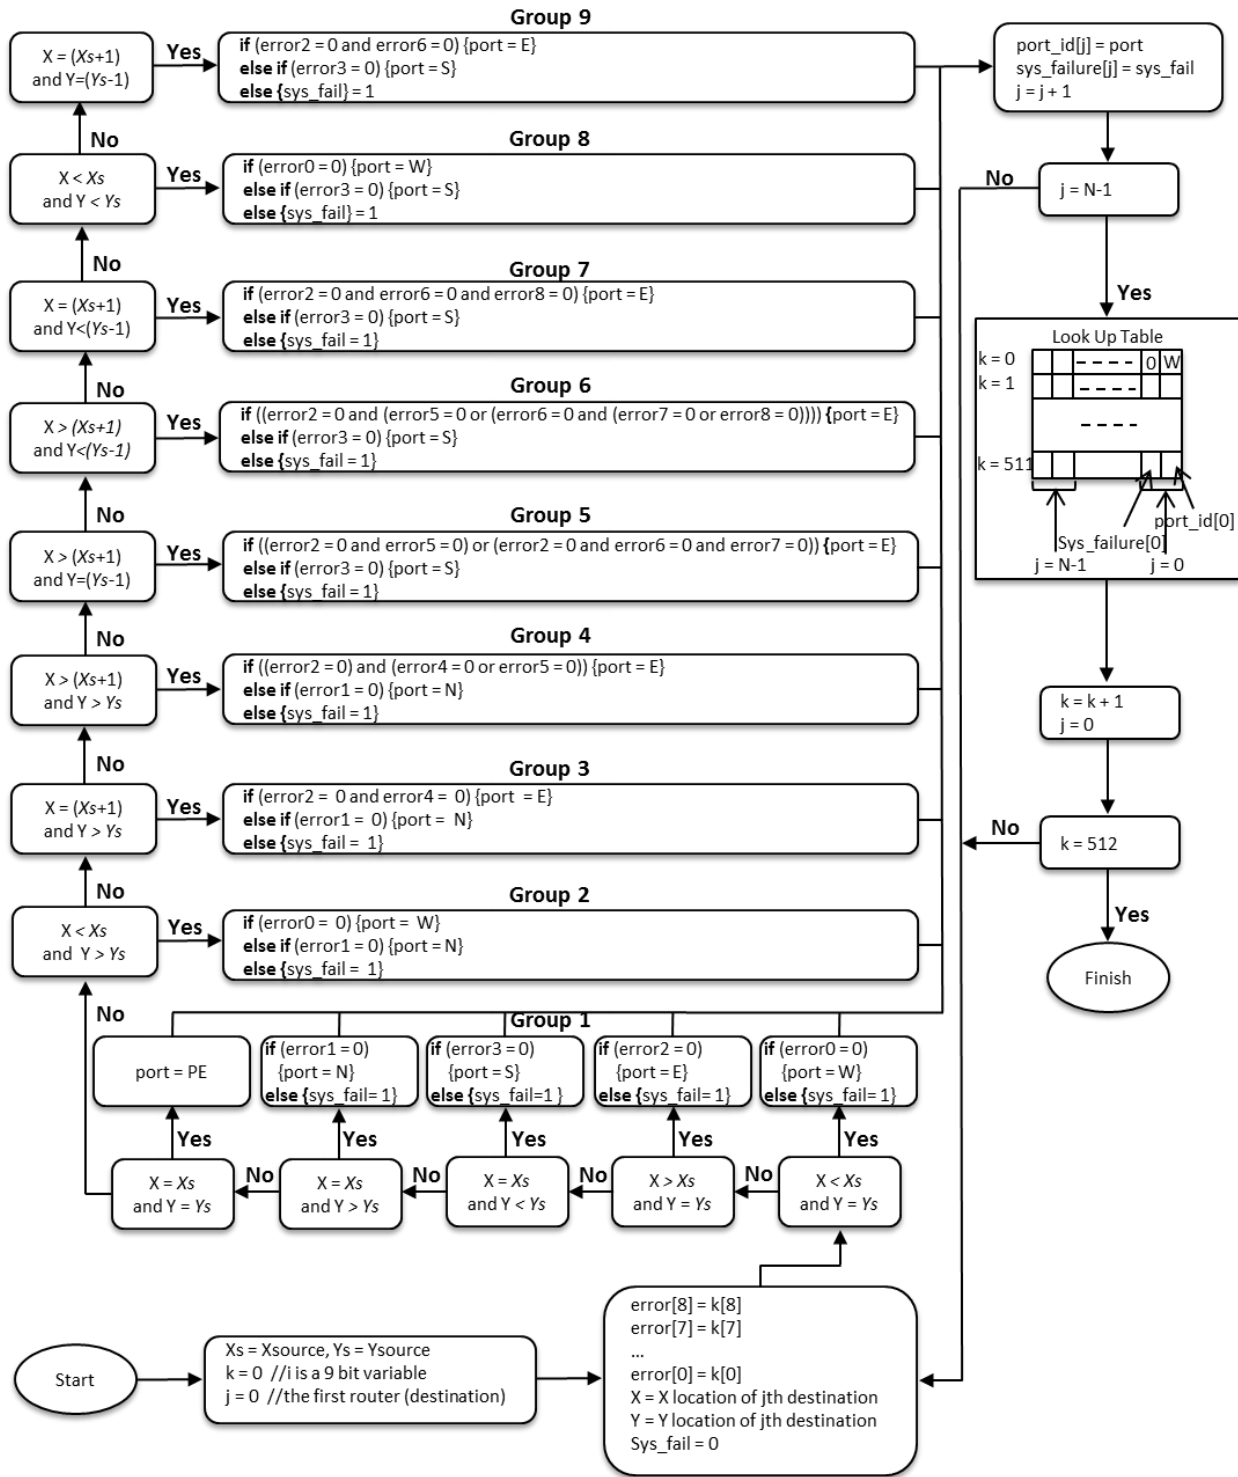 Group 9
X = (Xs+1)
and Y=(Ys-1)
Yes
if (error2 = 0 and error6 = 0) {port = E}
else if (error3 = 0) {port = S}
else {sys_fail} = 1
port_id[j] = port
sys_failure[j] = sys_fail
j = j + 1
No
Group 8
X < Xs
and Y < Ys
Yes
if (error0 = 0) {port = W}
else if (error3 = 0) {port = S}
else {sys_fail} = 1
No
j = N-1
Yes
No
Group 7
X = (Xs+1)
and Y<(Ys-1)
Yes
if (error2 = 0 and error6 = 0 and error8 = 0) {port = E}
else if (error3 = 0) {port = S}
else {sys_fail = 1}
Look Up Table
k = 0
0 W
k = 1
k = 511
port_id[0]
Sys_failure[0]
j = N-1
j = 0
No
Group 6
X > (Xs+1)
and Y<(Ys-1)
Yes
if ((error2 = 0 and (error5 = 0 or (error6 = 0 and (error7 = 0 or error8 = 0)))) {port = E}
else if (error3 = 0) {port = S}
else {sys_fail = 1}
No
Group 5
X > (Xs+1)
and Y=(Ys-1)
Yes
if ((error2 = 0 and error5 = 0) or (error2 = 0 and error6 = 0 and error7 = 0)) {port = E}
else if (error3 = 0) {port = S}
else {sys_fail = 1}
No
Group 4
X > (Xs+1)
and Y > Ys
Yes
if ((error2 = 0) and (error4 = 0 or error5 = 0)) {port = E}
else if (error1 = 0) {port = N}
else {sys_fail = 1}
k = k + 1
j = 0
No
Group 3
X = (Xs+1)
and Y > Ys
Yes
if (error2 = 0 and error4 = 0) {port = E}
else if (error1 = 0) {port = N}
else {sys_fail = 1}
No
k = 512
Yes
Finish
No
Group 2
X < Xs
and Y > Ys
Yes
if (error0 = 0) {port = W}
else if (error1 = 0) {port = N}
else {sys_fail = 1}
No
Group 1
port = PE
if (error1 = 0)
{port = N}
else {sys_fail= 1}
if (error3 = 0)
{port = S}
else {sys_fail=1 }
if (error2 = 0)
{port = E}
else {sys_fail= 1}
if (error0 = 0)
{port = W}
else {sys_fail= 1}
Yes
Yes
Yes
Yes
Yes
X = Xs
and Y = Ys
No
X = Xs
and Y > Ys
No
X = Xs
and Y < Ys
No
X > Xs
and Y = Ys
No
X < Xs
and Y = Ys
Start
Xs = Xsource, Ys = Ysource
k = 0 //i is a 9 bit variable
j = 0 //the first router (destination)
error[8] = k[8]
error[7] = k[7]
...
error[0] = k[0]
X = X location of jth destination
Y = Y location of jth destination
Sys_fail = 0